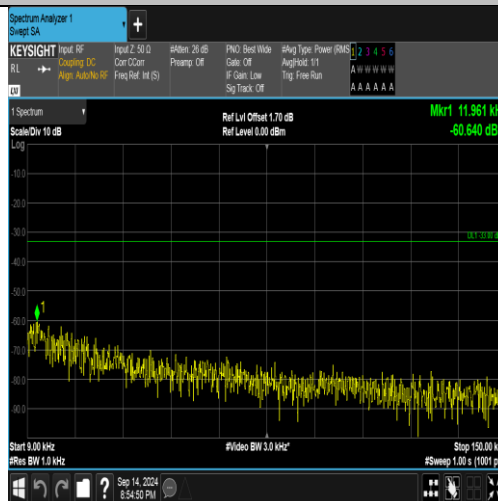 Spectrum Analyzer 1
Swept SA
+
KEYSIGHT
RL
Input: RF
Coupling: DC
Align: Auto/No RF
Input Z: 50 Ω
Corr CCorr
Freq Ref: Int (S)
#Atten: 26 dB
Preamp: Off
PNO: Best Wide
Gate: Off
IF Gain: Low
Sig Track: Off
#Avg Type: Power (RMS
Avg|Hold: 1/1
Trig: Free Run
1 2 3 4 5 6
A W W W W W
A A A A A A
1 Spectrum
Scale/Div 10 dB
Log
Ref Lvl Offset 1.70 dB
Ref Level 0.00 dBm
Mkr1 11.961 kH
-60.640 dB
-10.0
-20.0
-30.0
-40.0
-50.0
-60.0
-70.0
-80.0
-90.0
1
Start 9.00 kHz
#Res BW 1.0 kHz
#Video BW 3.0 kHz*
Stop 150.00 k
#Sweep 1.00 s (1001 p
?
Sep 14, 2024
8:54:50 PM